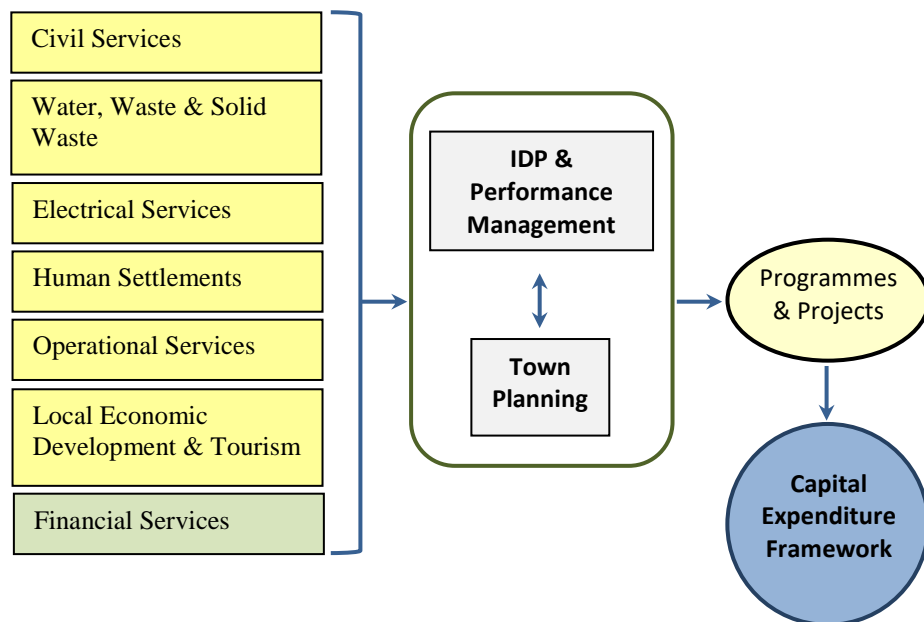 Civil Services
Water, Waste & Solid
Waste
Electrical Services
Human Settlements
Operational Services
Local Economic
Development & Tourism
Financial Services
IDP &
Performance
Management
Town
Planning
Programmes
& Projects
Capital
Expenditure
Framework